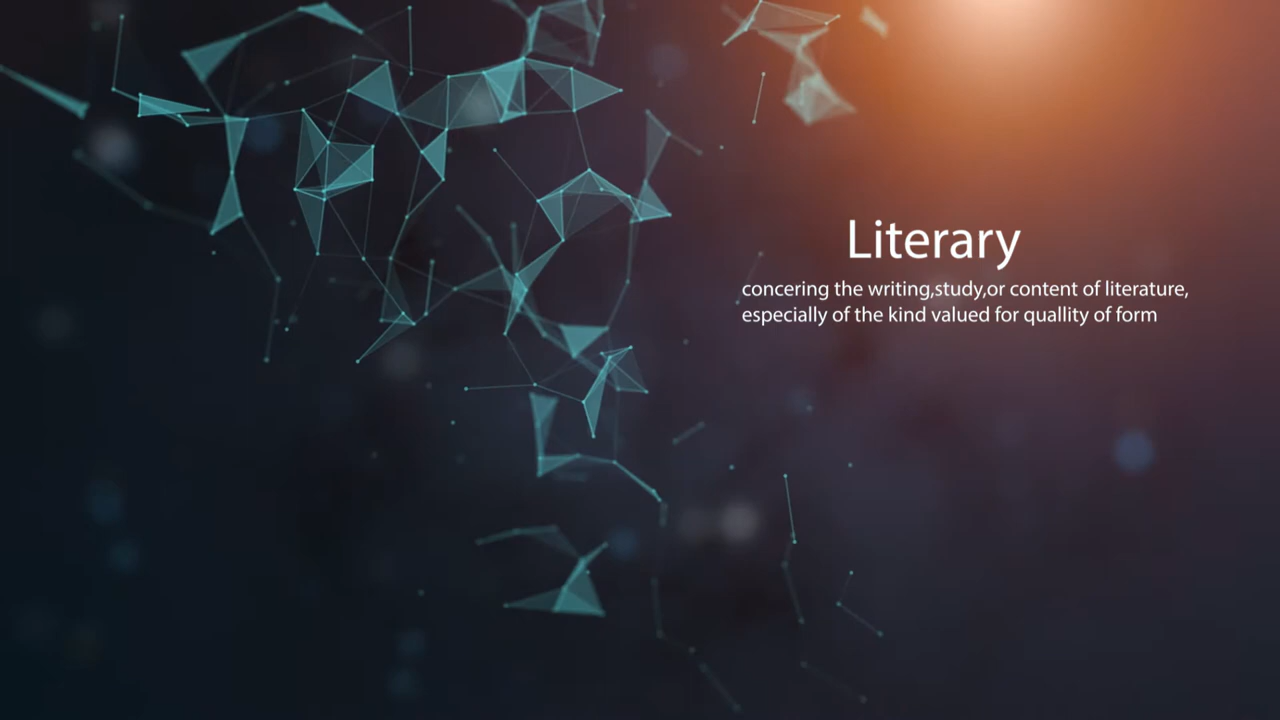 Literary
concering the writing,study,or content of literature,
especially of the kind valued for quallity of form